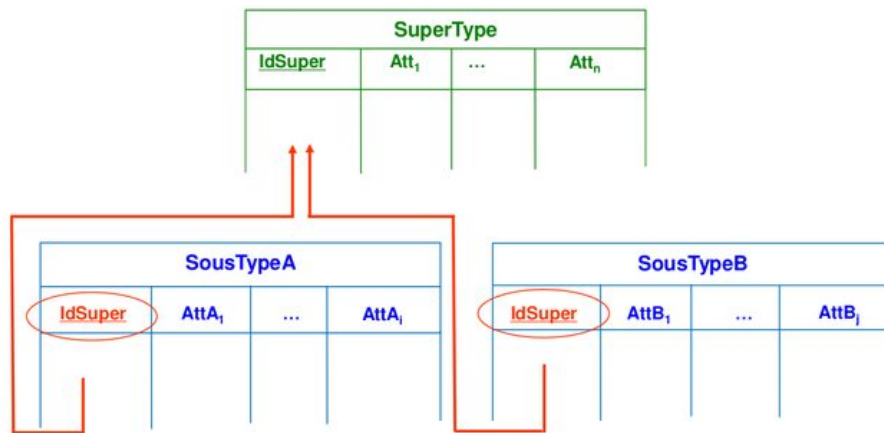 SuperType
IdSuper Att₁ ... Attₙ
SousTypeA
IdSuper AttA₁ ... AttAᵢ
SousTypeB
IdSuper AttB₁ ... AttBⱼ